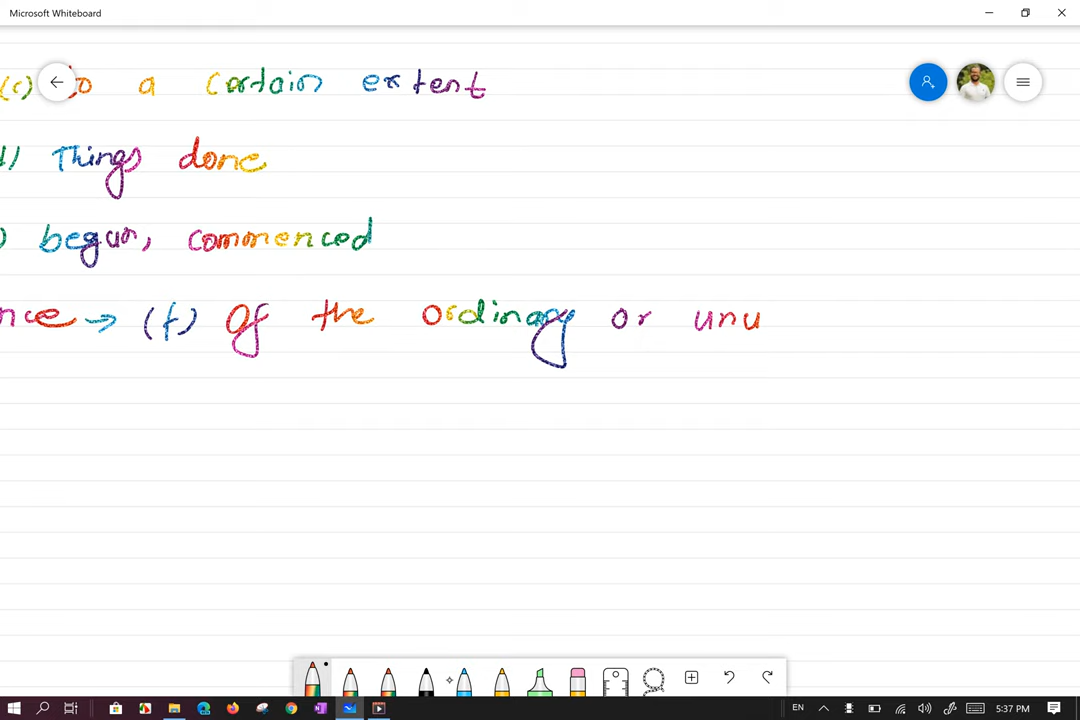 Microsoft Whiteboard
(c) to a certain extent
d) Things done
) begun, commenced
nce → (f) Of the ordinary or unu
EN
5:37 PM